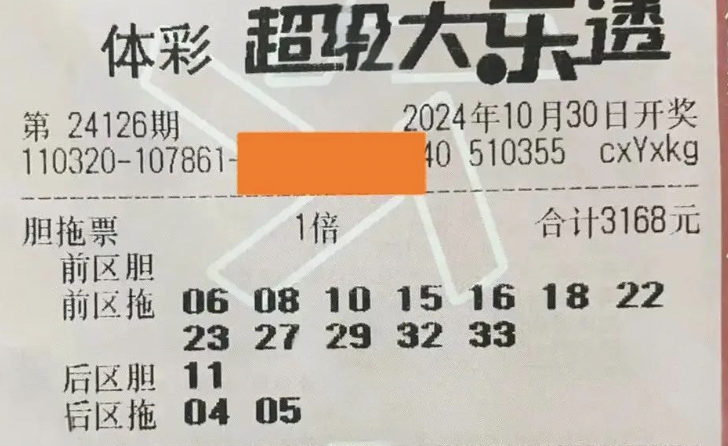 体彩 超级大乐透
第 24126期 2024年10月30日开奖
110320-107861- 40 510355 cxYxkg
胆拖票 1倍 合计3168元
前区胆
前区拖 06 08 10 15 16 18 22
23 27 29 32 33
后区胆 11
后区拖 04 05